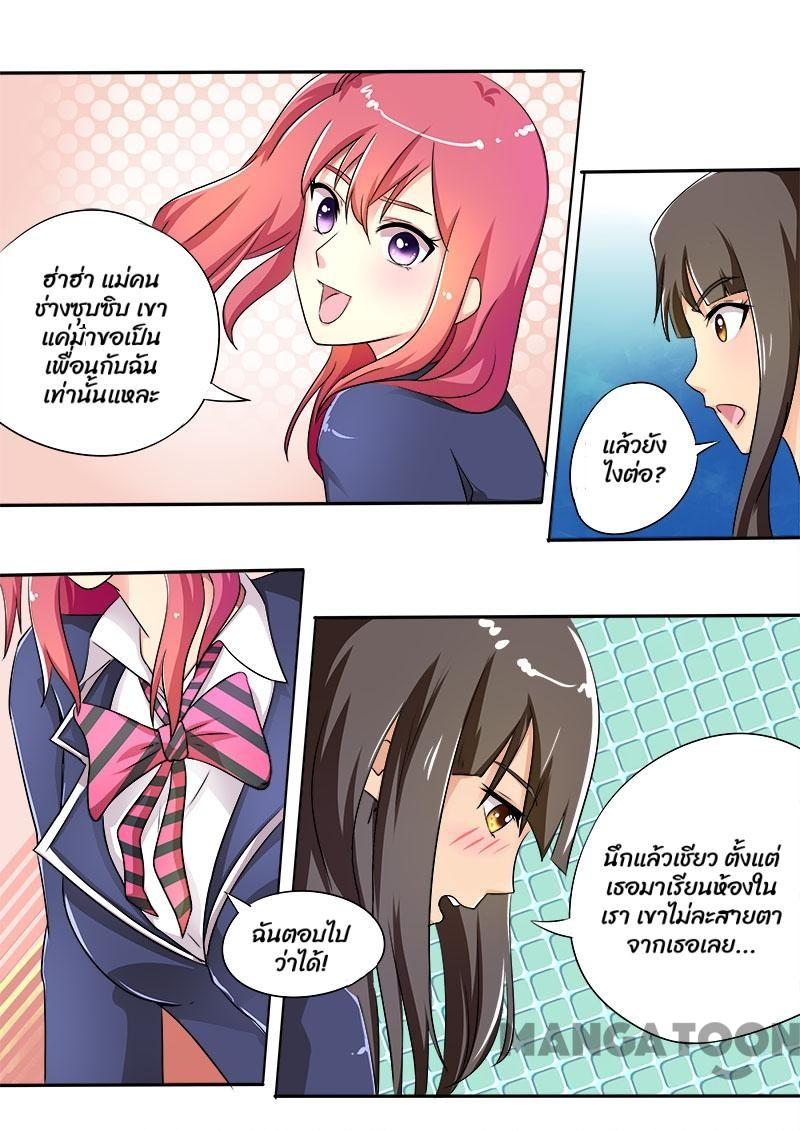 ฮ่าฮ่า แม่คน
ช่างซุบซิบ เขา
แค่มาขอเป็น
เพื่อนกับฉัน
เท่านั้นแหละ
แล้วยัง
ไงต่อ?
ฉันตอบไป
ว่าได้!
นึกแล้วเชียว ตั้งแต่
เธอมาเรียนห้องใน
เรา เขาไม่ละสายตา
จากเธอเลย...
MANGATOON